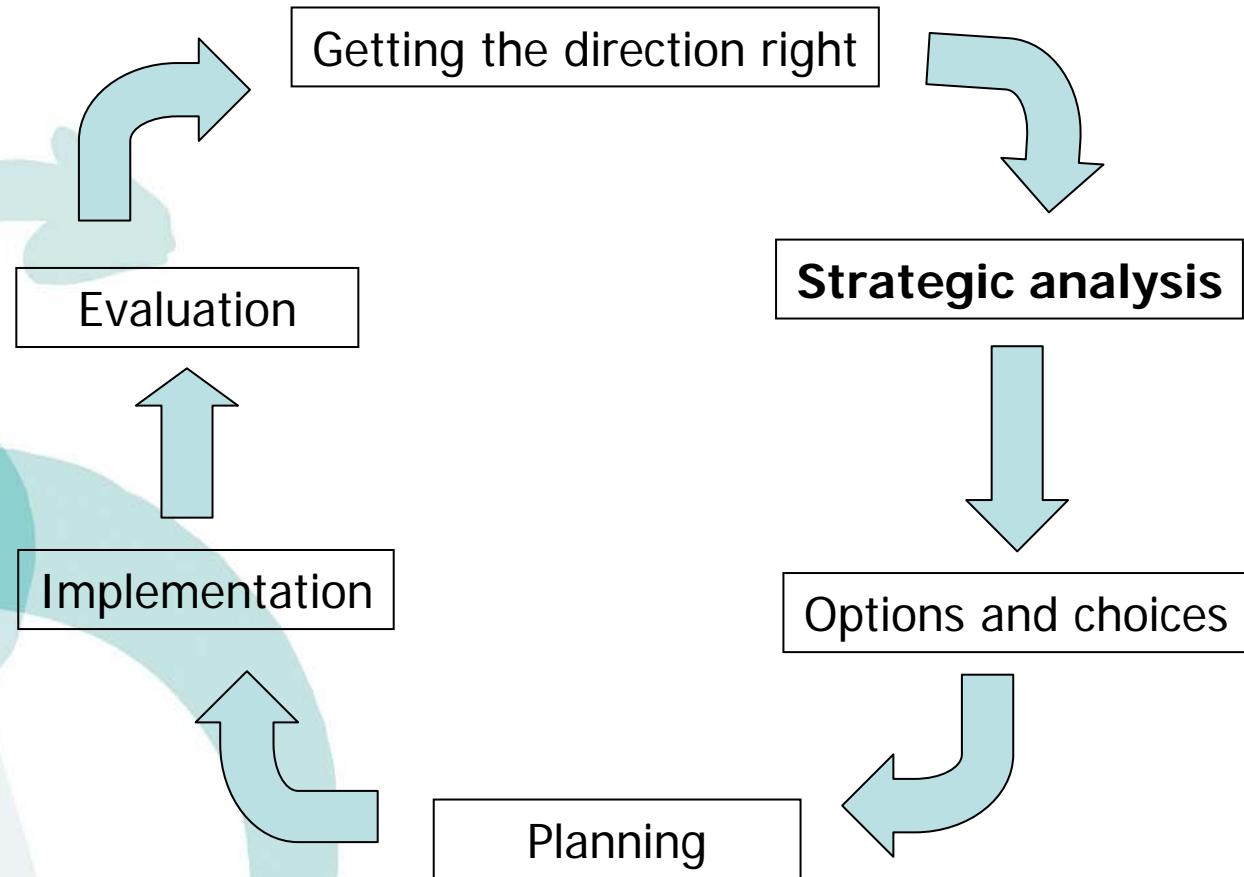 Getting the direction right
Strategic analysis
Options and choices
Planning
Implementation
Evaluation